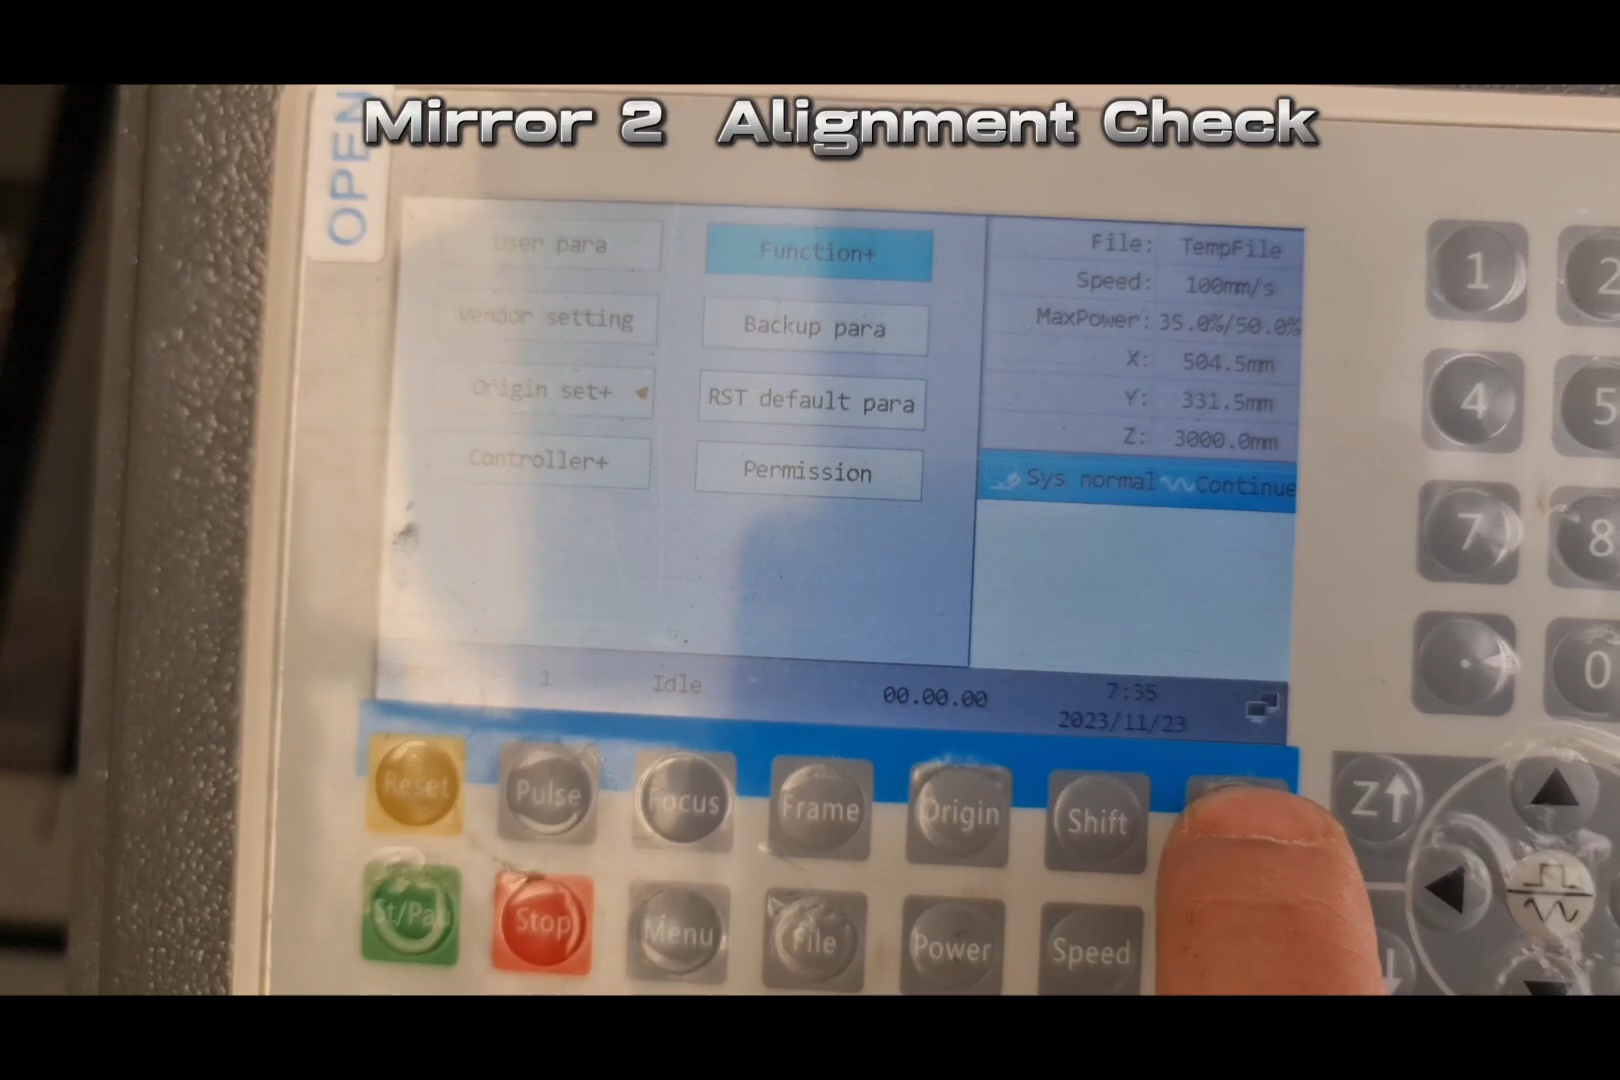 Mirror 2 Alignment Check
OPEN
User para
Function+
Vendor setting
Backup para
Origin set+
RST default para
Controller+
Permission
File: TempFile
Speed: 100mm/s
MaxPower: 35.0%/50.0%
X: 504.5mm
Y: 331.5mm
Z: 3000.0mm
Sys normal Continue
1 Idle 00.00.00 7:35
2023/11/23
1 2
4 5
7 8
. 0
Reset Pulse Focus Frame Origin Shift Z↑
St/Pau Stop Menu File Power Speed